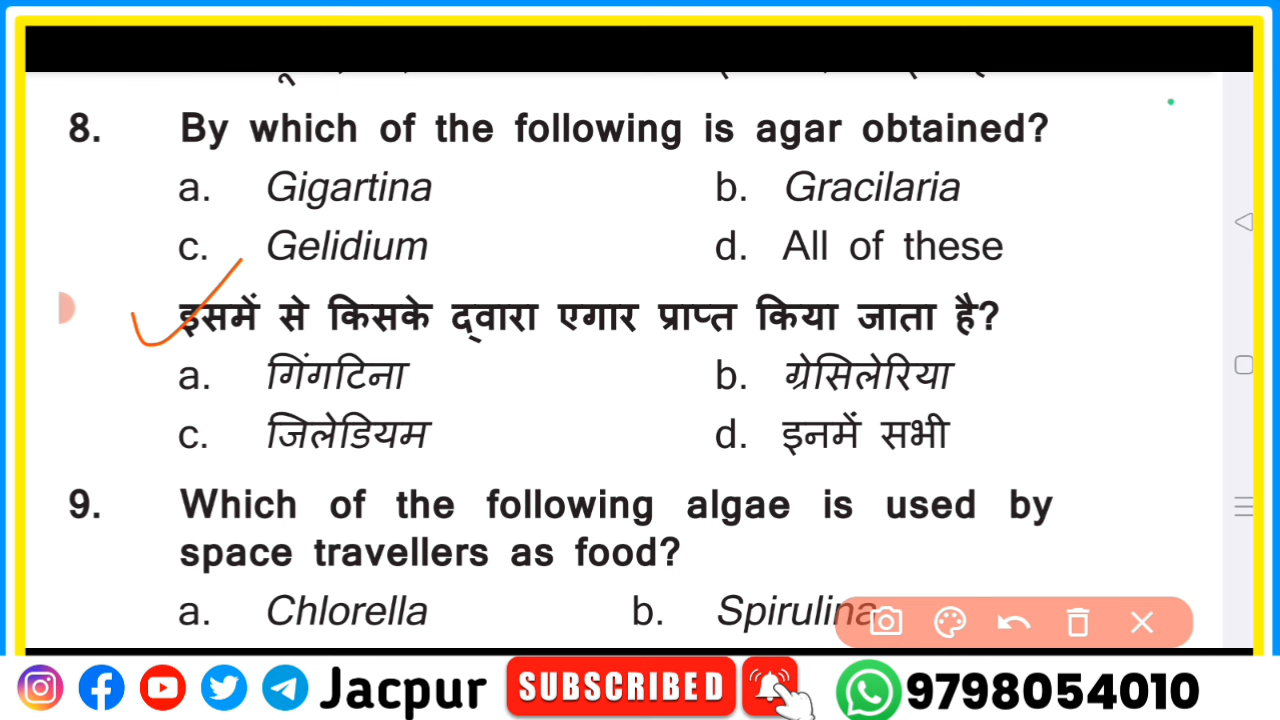 8. By which of the following is agar obtained?
a. Gigartina b. Gracilaria
c. Gelidium d. All of these
इसमें से किसके द्वारा एगार प्राप्त किया जाता है?
a. गिंगटिना b. ग्रेसिलेरिया
c. जिलेडियम d. इनमें सभी
9. Which of the following algae is used by
space travellers as food?
a. Chlorella b. Spirulina
Jacpur SUBSCRIBED 9798054010